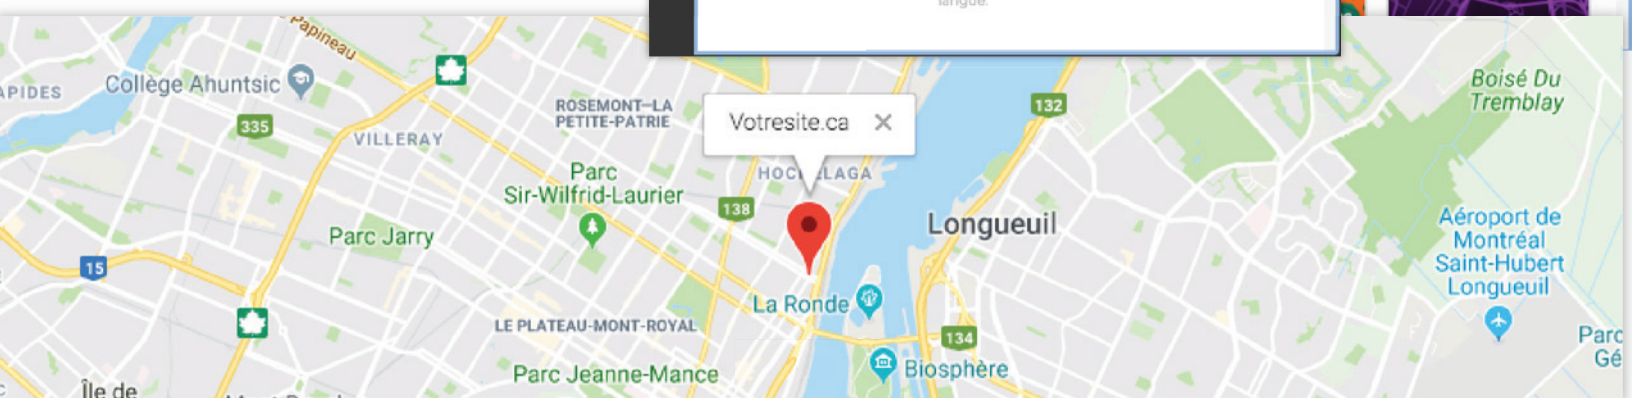 langue.
Papineau
Collège Ahuntsic
APIDES
335
VILLERAY
ROSEMONT–LA
PETITE-PATRIE
Votresite.ca
132
Boisé Du
Tremblay
Parc
Sir-Wilfrid-Laurier
138
Longueuil
Parc Jarry
15
Aéroport de
Montréal
Saint-Hubert
Longueuil
La Ronde
LE PLATEAU-MONT-ROYAL
134
Parc
Gé
Biosphère
Parc Jeanne-Mance
Île de